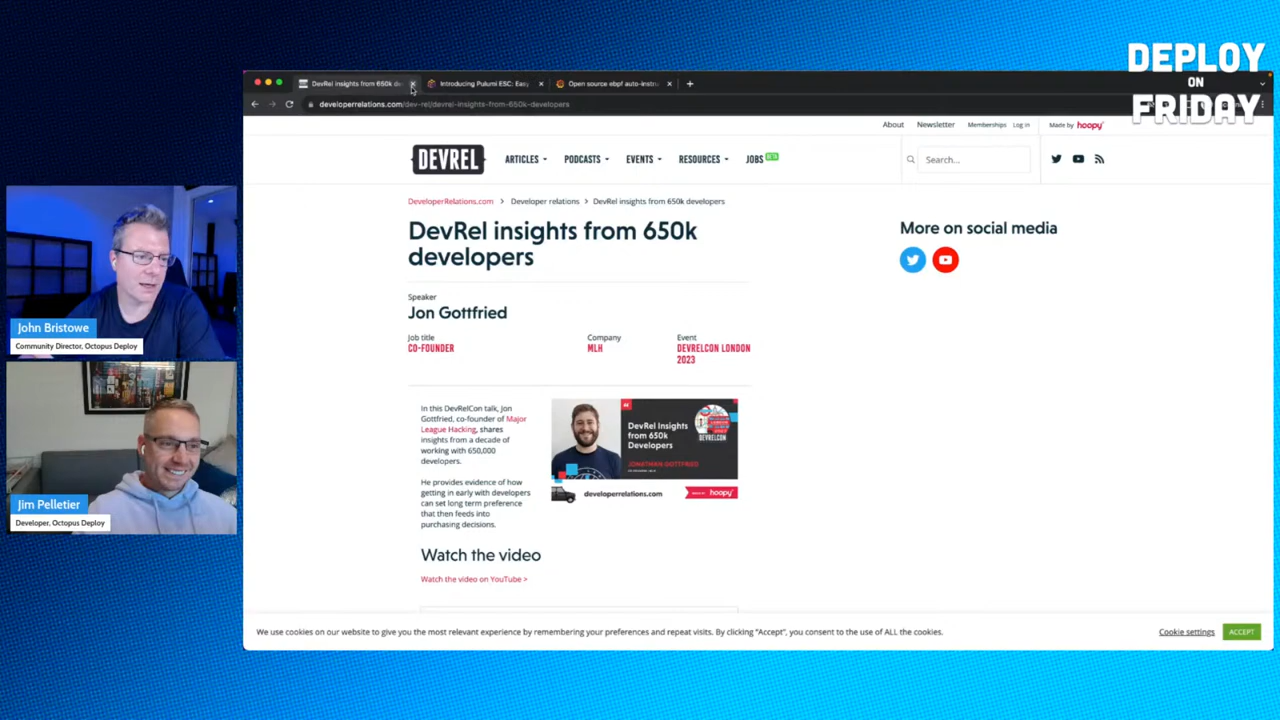 DEPLOY
ON
FRIDAY
DevRel insights from 650k de
Introducing Pulumi ESC: Easy
Open source ebpf auto-instru
developerrelations.com/dev-rel/devrel-insights-from-650k-developers
About
Newsletter
Memberships
Log in
Made by hoopy
DEVREL
ARTICLES
PODCASTS
EVENTS
RESOURCES
JOBS
BETA
Search...
DeveloperRelations.com > Developer relations > DevRel insights from 650k developers
DevRel insights from 650k
developers
More on social media
Speaker
Jon Gottfried
Job title
CO-FOUNDER
Company
MLH
Event
DEVRELCON LONDON
2023
In this DevRelCon talk, Jon
Gottfried, co-founder of Major
League Hacking, shares
insights from a decade of
working with 650,000
developers.
He provides evidence of how
getting in early with developers
can set long term preference
that then feeds into
purchasing decisions.
DevRel Insights
from 650k
Developers
JONATHAN GOTTFRIED
DEVRELCON
developerrelations.com
hoopy
Watch the video
Watch the video on YouTube >
We use cookies on our website to give you the most relevant experience by remembering your preferences and repeat visits. By clicking "Accept", you consent to the use of ALL the cookies.
Cookie settings
ACCEPT
John Bristowe
Community Director, Octopus Deploy
Jim Pelletier
Developer, Octopus Deploy